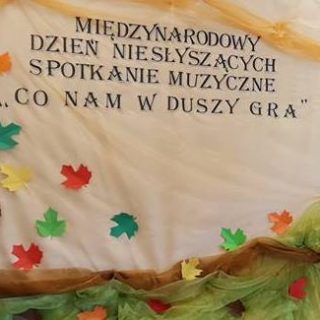 MIĘDZYNARODOWY
DZIEŃ NIESŁYSZĄCYCH
SPOTKANIE MUZYCZNE
„CO NAM W DUSZY GRA”